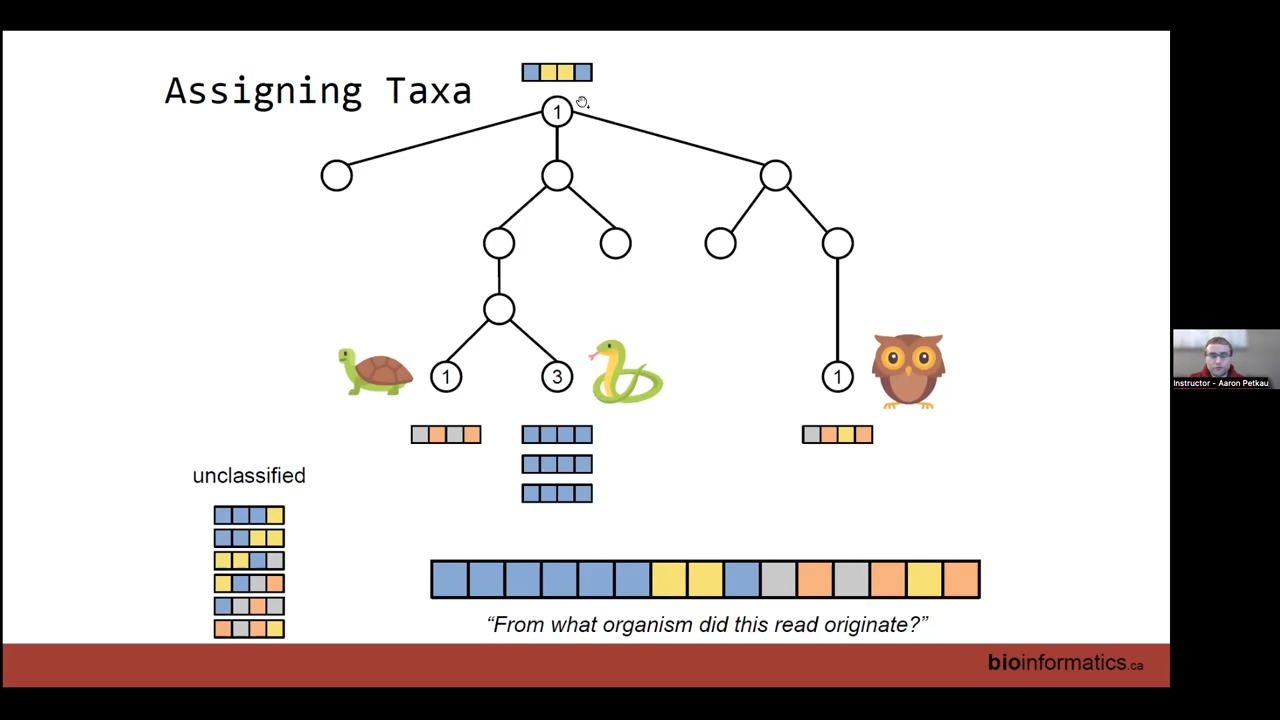 Assigning Taxa
1
1
3
1
unclassified
“From what organism did this read originate?”
bioinformatics.ca
Instructor - Aaron Petkau